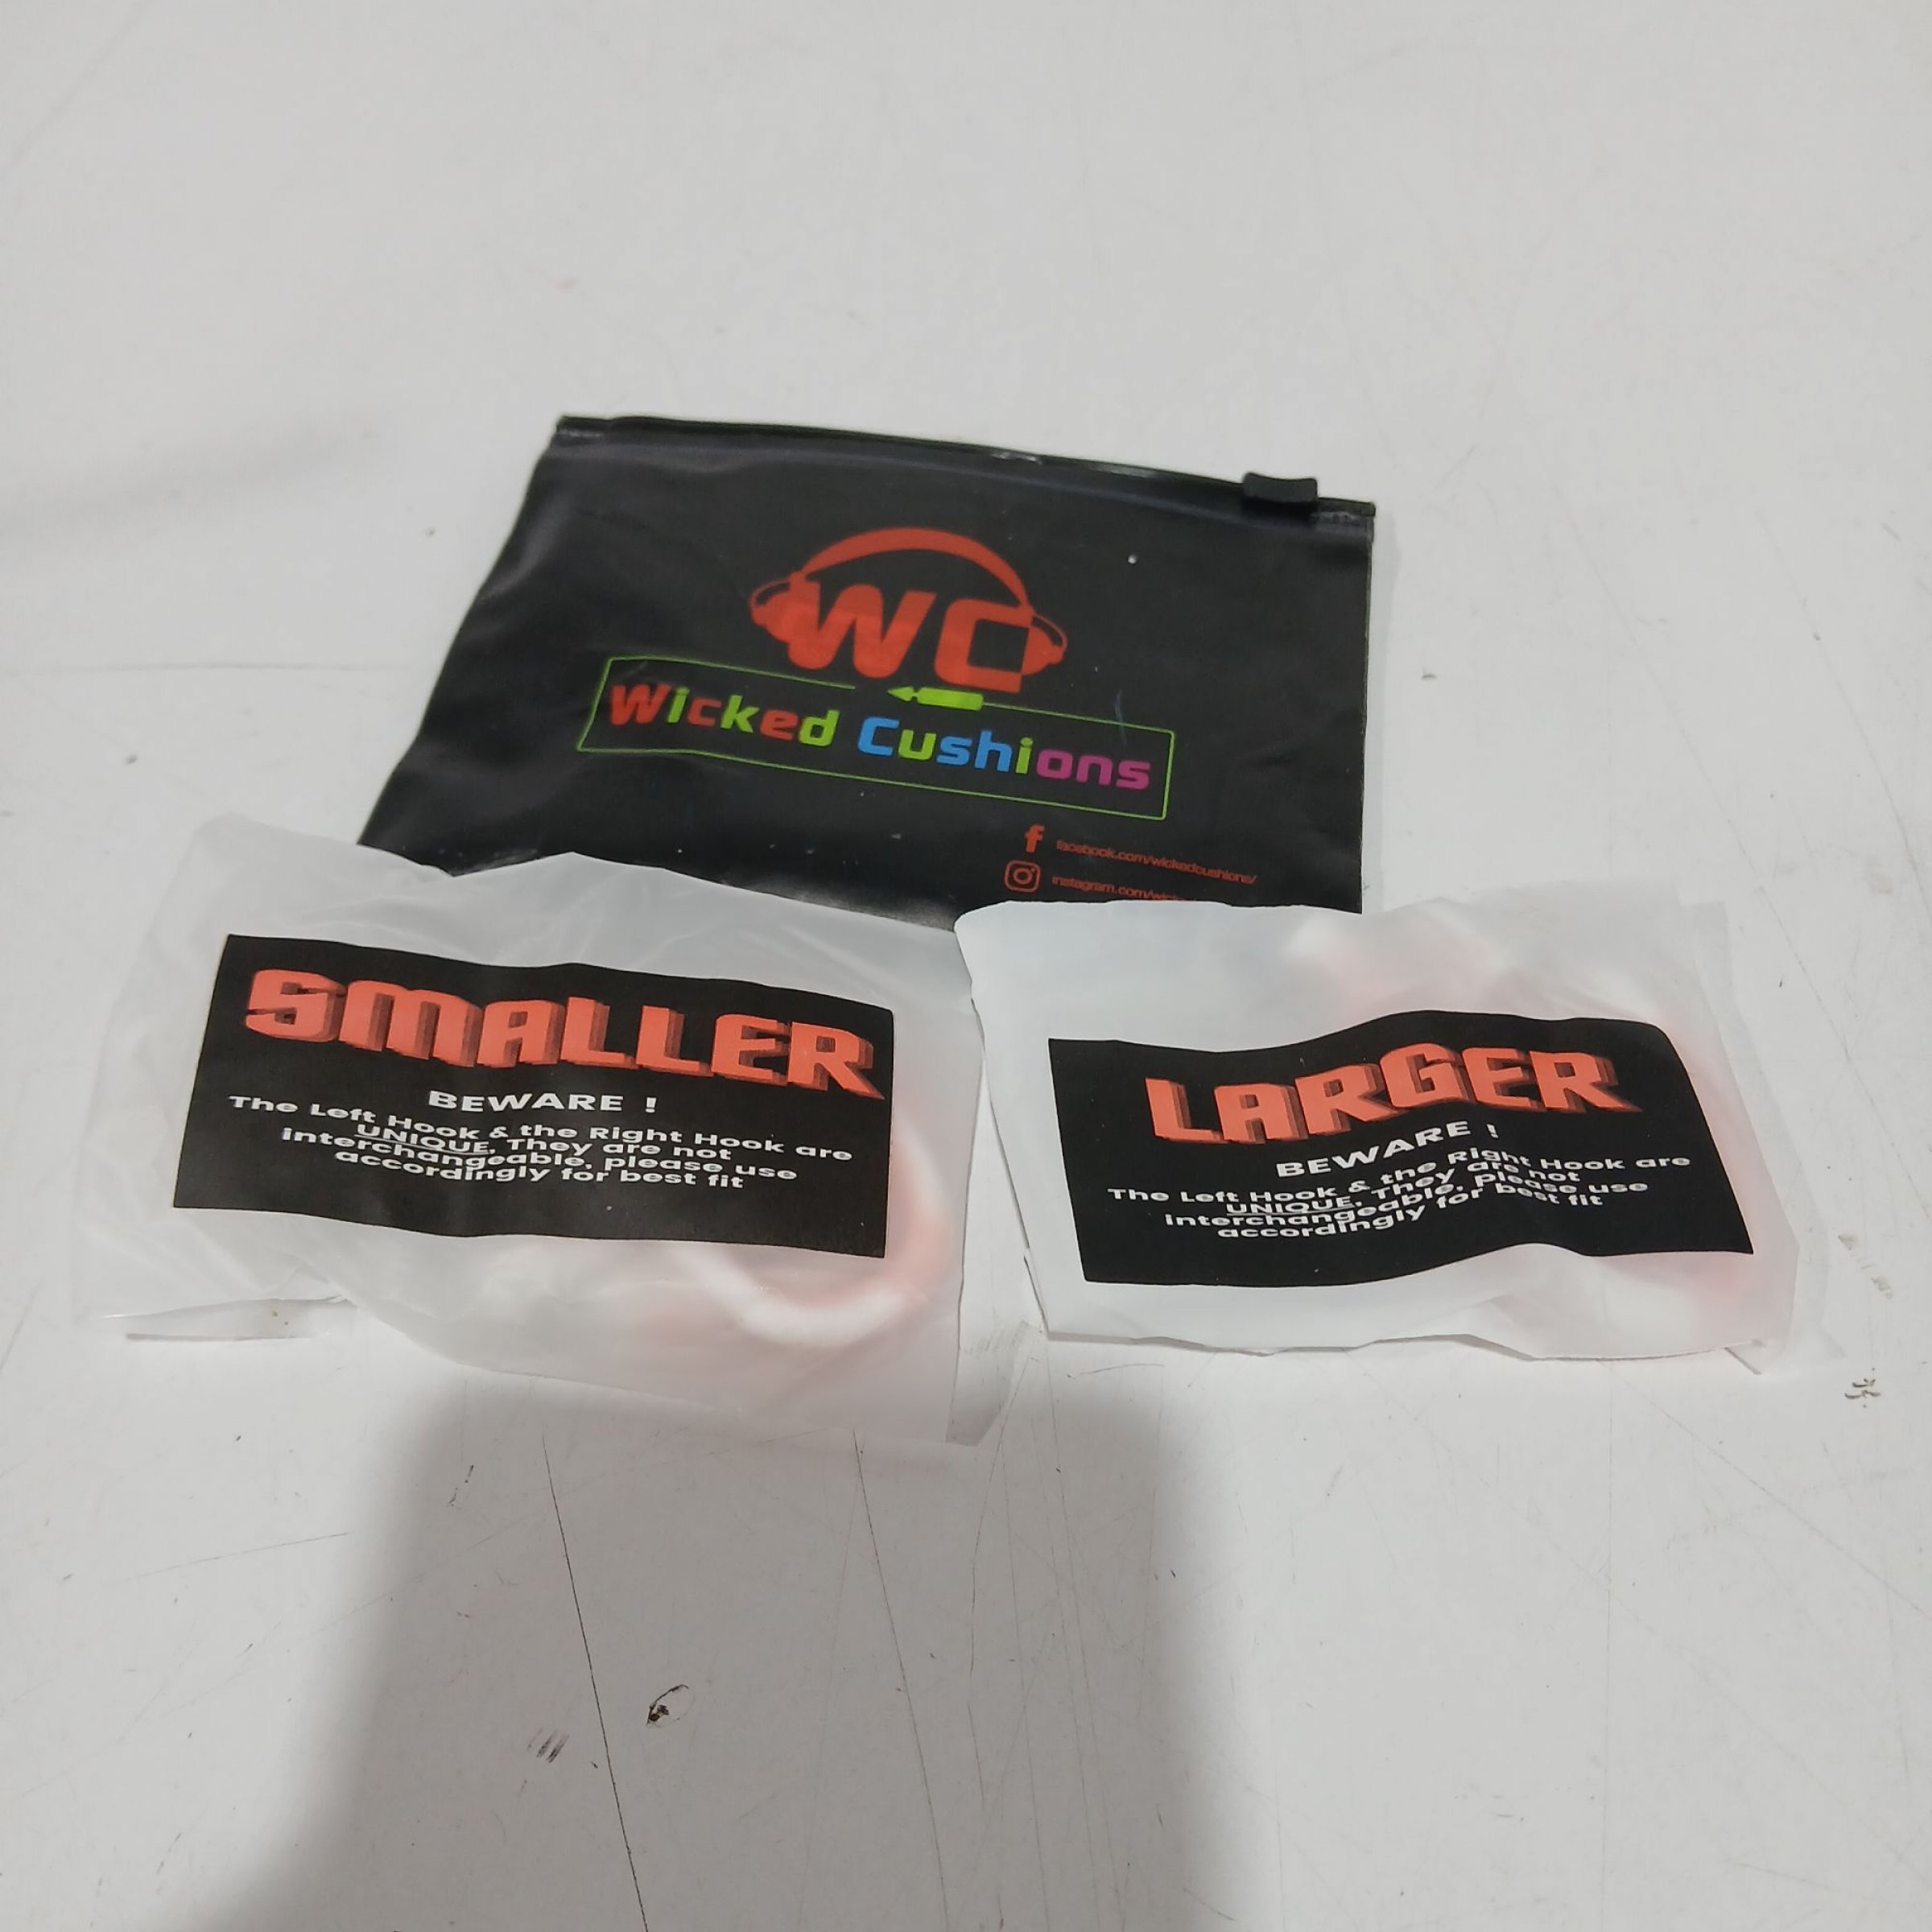 WC
Wicked Cushions
facebook.com/wickedcushions/
SMALLER
BEWARE !
The Left Hook & the Right Hook are
UNIQUE. They are not
interchangeable, please use
accordingly for best fit
LARGER
BEWARE !
The Left Hook & the Right Hook are
UNIQUE. They are not
interchangeable, please use
accordingly for best fit